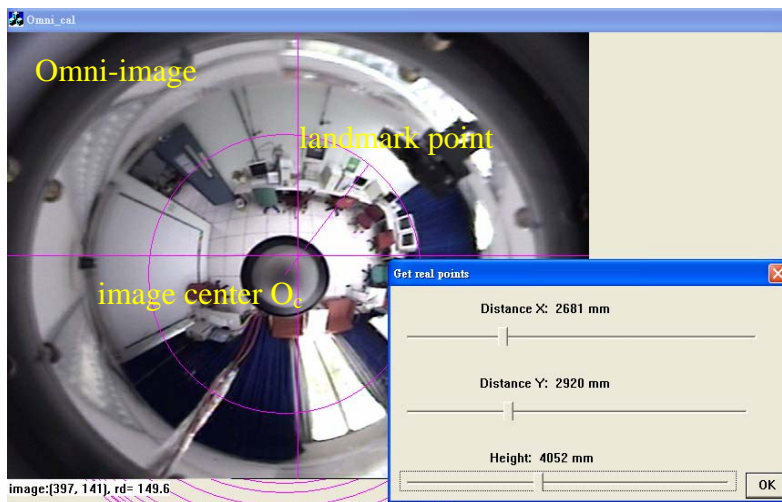 Omni_cal
Omni-image
landmark point
image center Oc
Get real points
Distance X: 2681 mm
Distance Y: 2920 mm
Height: 4052 mm
OK
image:(397, 141), rd= 149.6